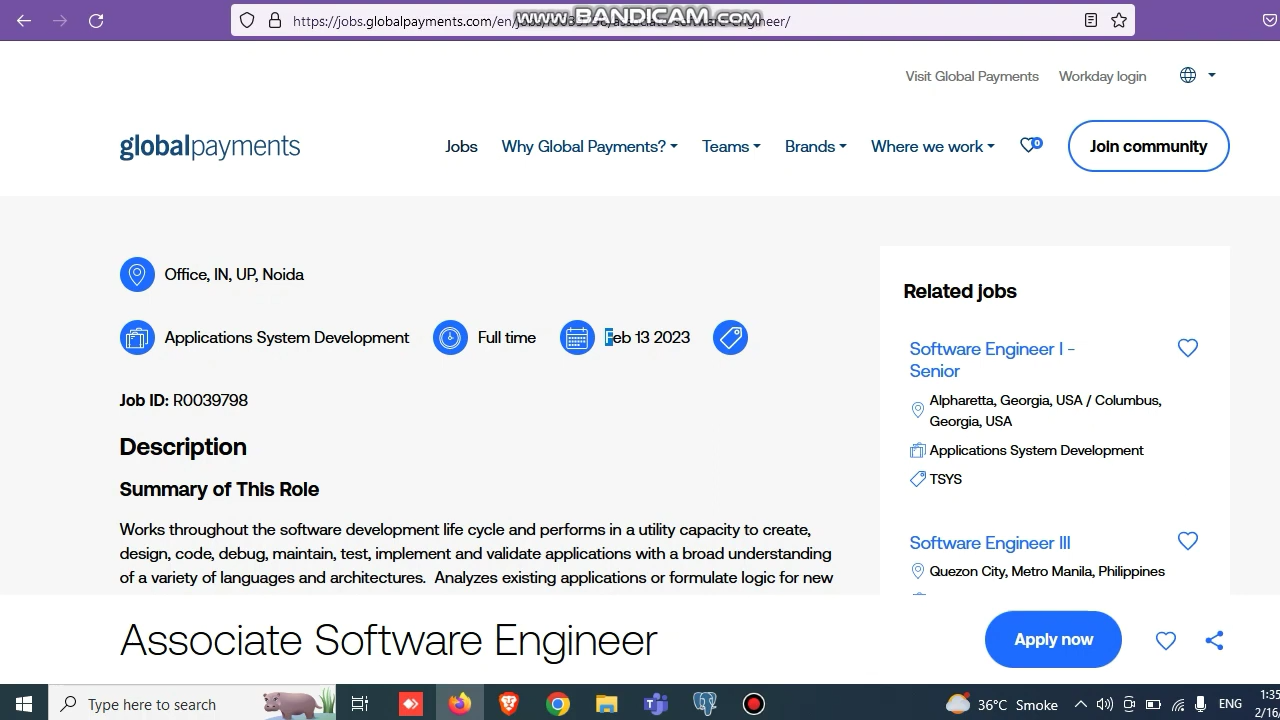 https://jobs.globalpayments.com/en/jobs/r0039798/associate-software-engineer/
www.BANDICAM.com
Visit Global Payments
Workday login
globalpayments
Jobs
Why Global Payments?
Teams
Brands
Where we work
0
Join community
Office, IN, UP, Noida
Applications System Development
Full time
Feb 13 2023
Job ID: R0039798
Description
Summary of This Role
Works throughout the software development life cycle and performs in a utility capacity to create,
design, code, debug, maintain, test, implement and validate applications with a broad understanding
of a variety of languages and architectures. Analyzes existing applications or formulate logic for new
Related jobs
Software Engineer I -
Senior
Alpharetta, Georgia, USA / Columbus,
Georgia, USA
Applications System Development
TSYS
Software Engineer III
Quezon City, Metro Manila, Philippines
Associate Software Engineer
Apply now
Type here to search
36°C Smoke
ENG
1:35
2/16/